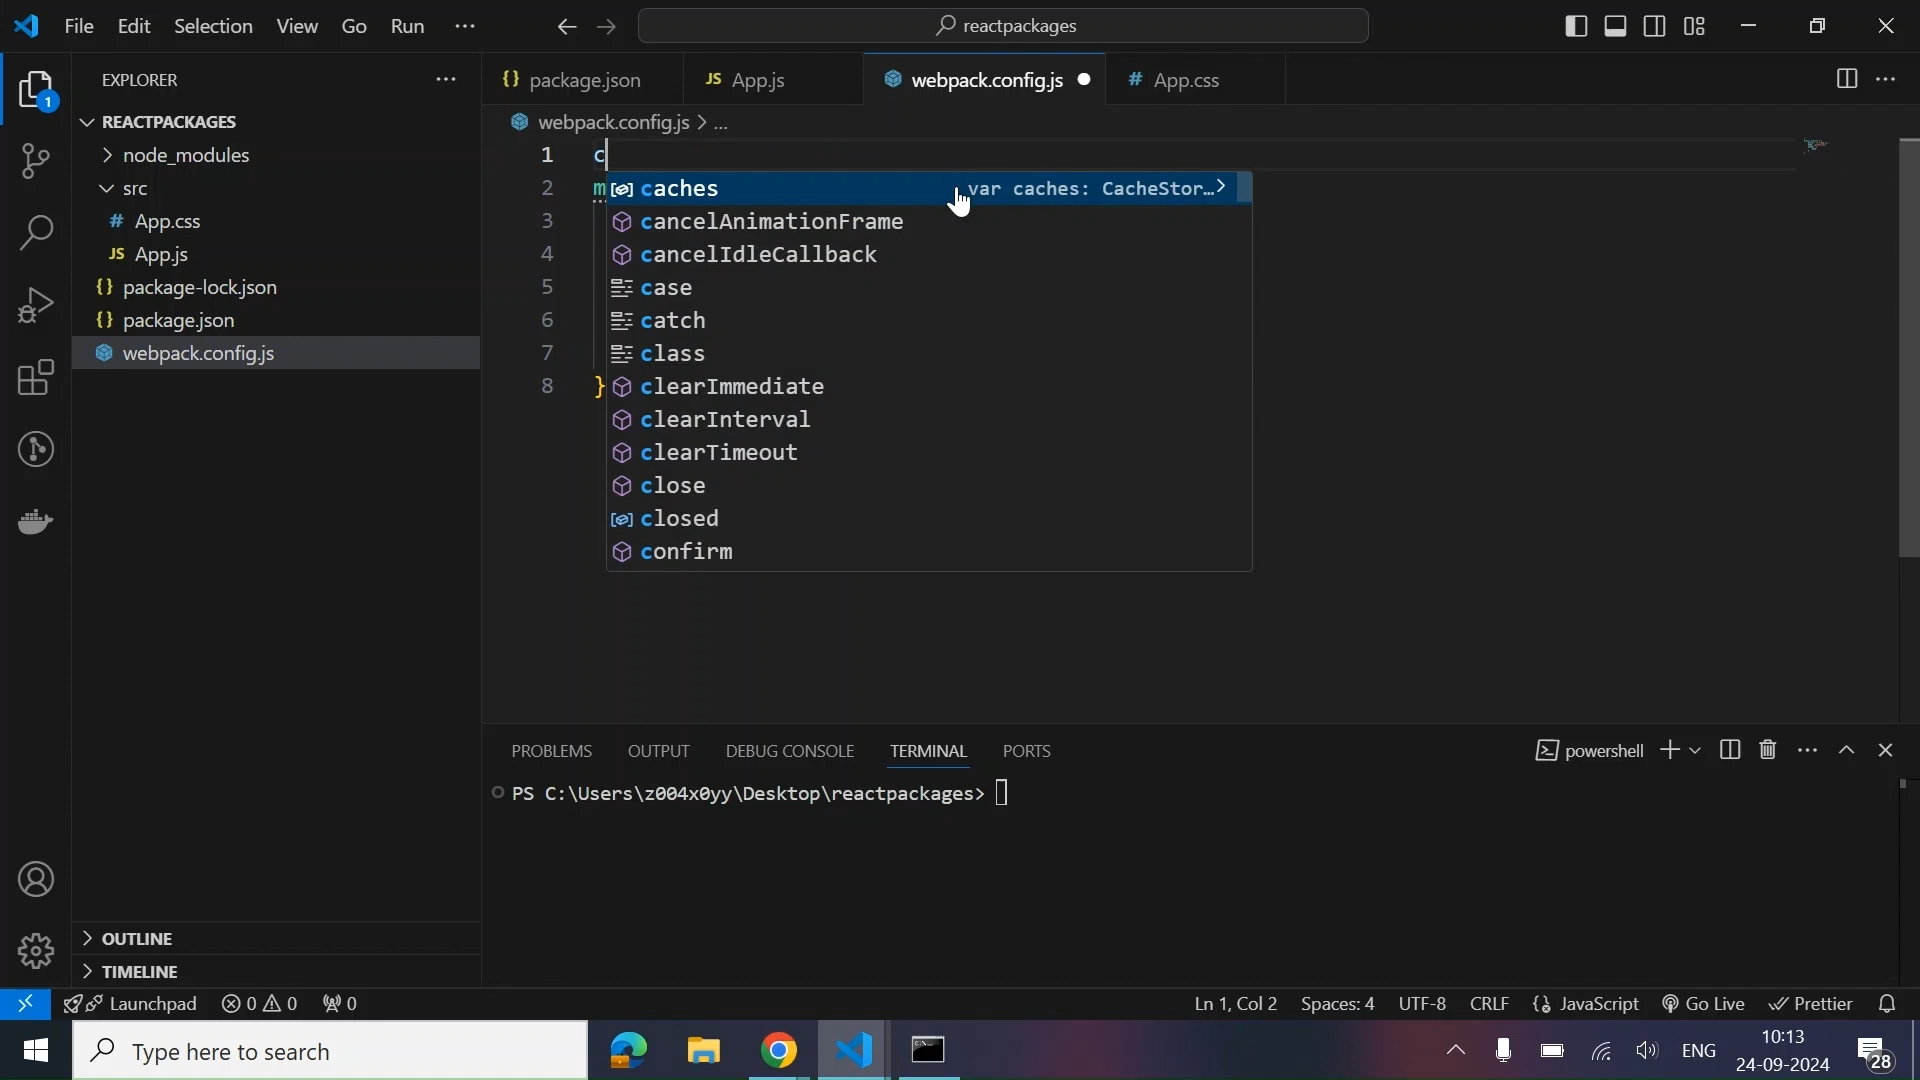 File Edit Selection View Go Run ...
reactpackages
EXPLORER ...
{} package.json
JS App.js
webpack.config.js
# App.css
1
REACTPACKAGES
node_modules
src
# App.css
JS App.js
{} package-lock.json
{} package.json
webpack.config.js
webpack.config.js > ...
1 c
2 m
3
4
5
6
7
8 }
caches var caches: CacheStor...
cancelAnimationFrame
cancelIdleCallback
case
catch
class
clearImmediate
clearInterval
clearTimeout
close
closed
confirm
PROBLEMS OUTPUT DEBUG CONSOLE TERMINAL PORTS
powershell
PS C:\Users\z004x0yy\Desktop\reactpackages>
OUTLINE
TIMELINE
Launchpad 0 0 0
Ln 1, Col 2 Spaces: 4 UTF-8 CRLF {} JavaScript Go Live Prettier
Type here to search
ENG
10:13
24-09-2024
28